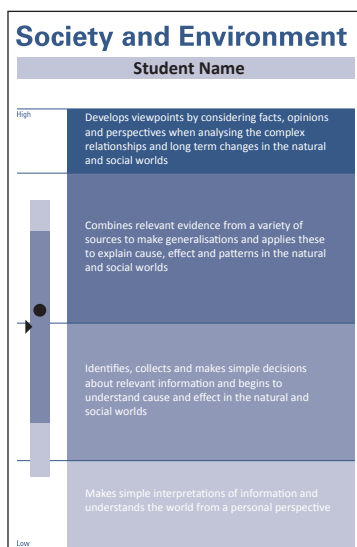 Society and Environment
Student Name
High
Develops viewpoints by considering facts, opinions
and perspectives when analysing the complex
relationships and long term changes in the natural
and social worlds
Combines relevant evidence from a variety of
sources to make generalisations and applies these
to explain cause, effect and patterns in the natural
and social worlds
Identifies, collects and makes simple decisions
about relevant information and begins to
understand cause and effect in the natural and
social worlds
Makes simple interpretations of information and
understands the world from a personal perspective
Low